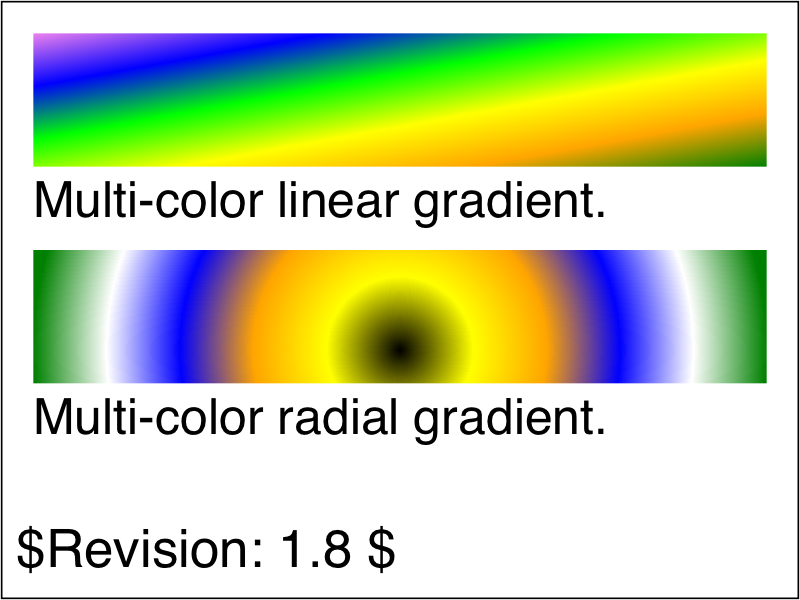 Multi-color linear gradient.
Multi-color radial gradient.
$Revision: 1.8 $